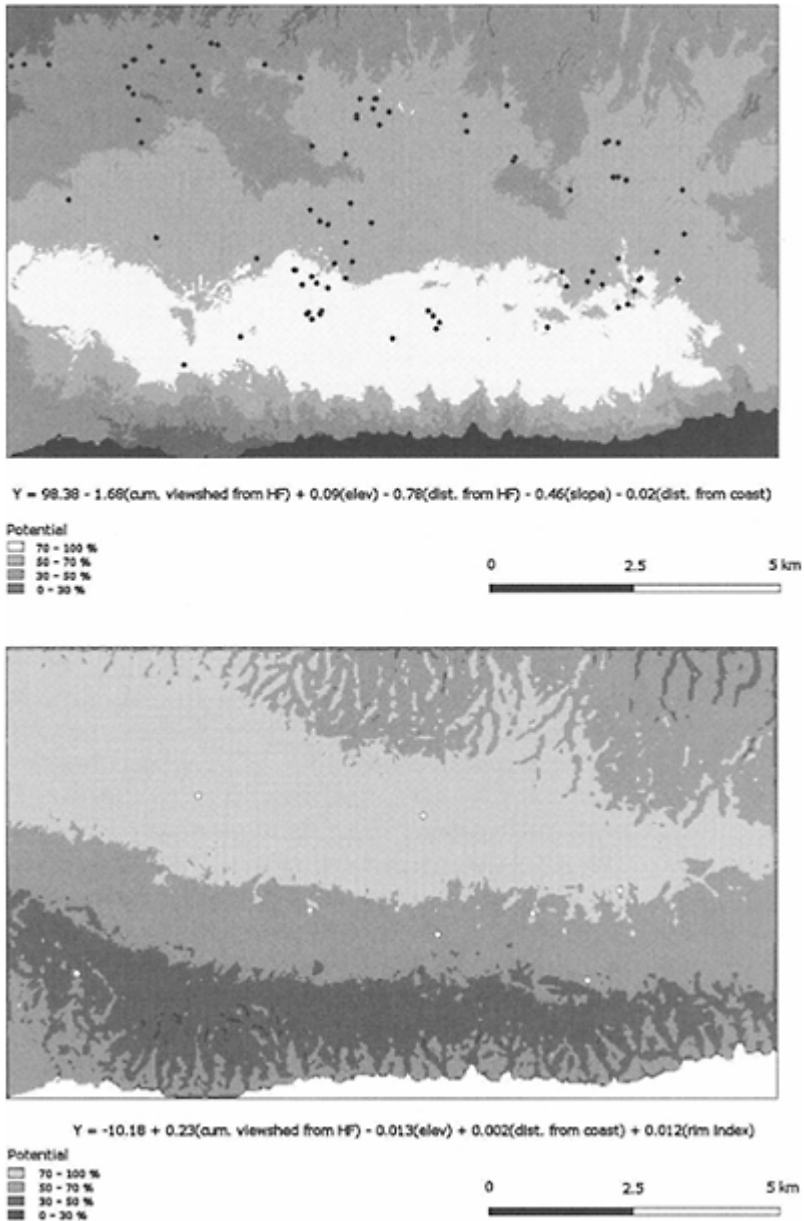 Y = 98.38 - 1.68(cum. viewshed from HF) + 0.09(elev) - 0.78(dist. from HF) - 0.46(slope) - 0.02(dist. from coast)
Potential
70 - 100 %
50 - 70 %
30 - 50 %
0 - 30 %
0 2.5 5 km
Y = -10.18 + 0.23(cum. viewshed from HF) - 0.013(elev) + 0.002(dist. from coast) + 0.012(rim index)
Potential
70 - 100 %
50 - 70 %
30 - 50 %
0 - 30 %
0 2.5 5 km